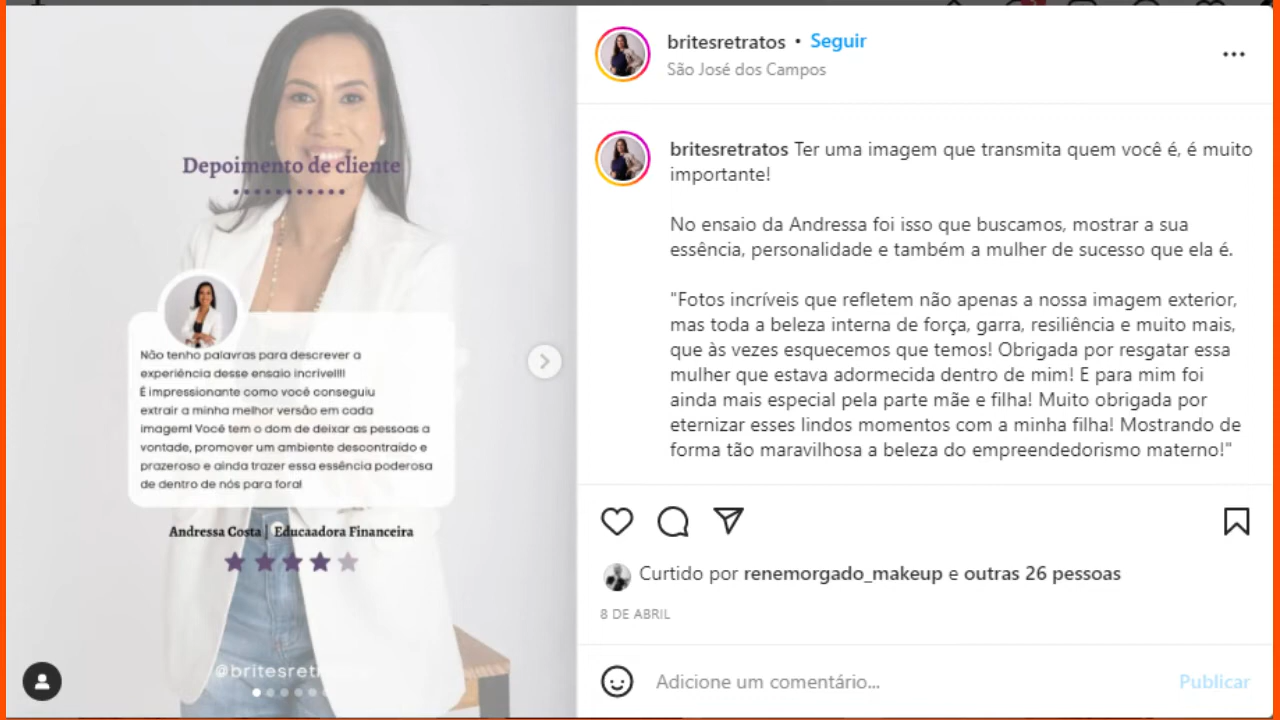 Depoimento de cliente
Não tenho palavras para descrever a
experiência desse ensaio incrível!!!
É impressionante como você conseguiu
extrair a minha melhor versão em cada
imagem! Você tem o dom de deixar as pessoas a
vontade, promover um ambiente descontraído e
prazeroso e ainda trazer essa essência poderosa
de dentro de nós para fora!
Andressa Costa | Educaadora Financeira
britesretratos • Seguir
São José dos Campos
britesretratos Ter uma imagem que transmita quem você é, é muito
importante!
No ensaio da Andressa foi isso que buscamos, mostrar a sua
essência, personalidade e também a mulher de sucesso que ela é.
"Fotos incríveis que refletem não apenas a nossa imagem exterior,
mas toda a beleza interna de força, garra, resiliência e muito mais,
que às vezes esquecemos que temos! Obrigada por resgatar essa
mulher que estava adormecida dentro de mim! E para mim foi
ainda mais especial pela parte mãe e filha! Muito obrigada por
eternizar esses lindos momentos com a minha filha! Mostrando de
forma tão maravilhosa a beleza do empreendedorismo materno!"
Curtido por renemorgado_makeup e outras 26 pessoas
8 DE ABRIL
Adicione um comentário... Publicar